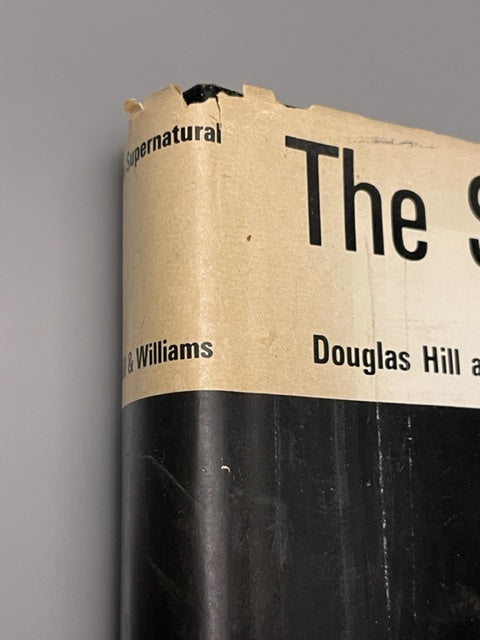 Supernatural
& Williams
The S
Douglas Hill a